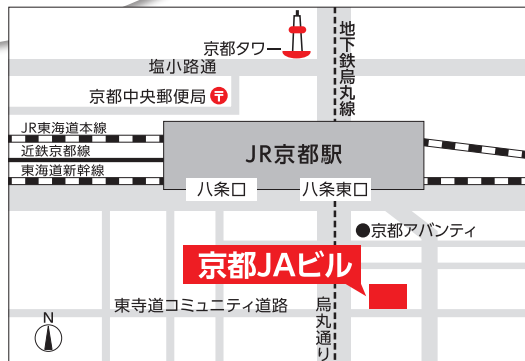 京都タワー
地下鉄烏丸線
塩小路通
京都中央郵便局〒
JR東海道本線
近鉄京都線
東海道新幹線
JR京都駅
八条口
八条東口
●京都アバンティ
京都JAビル
東寺道コミュニティ道路
烏丸通り
N